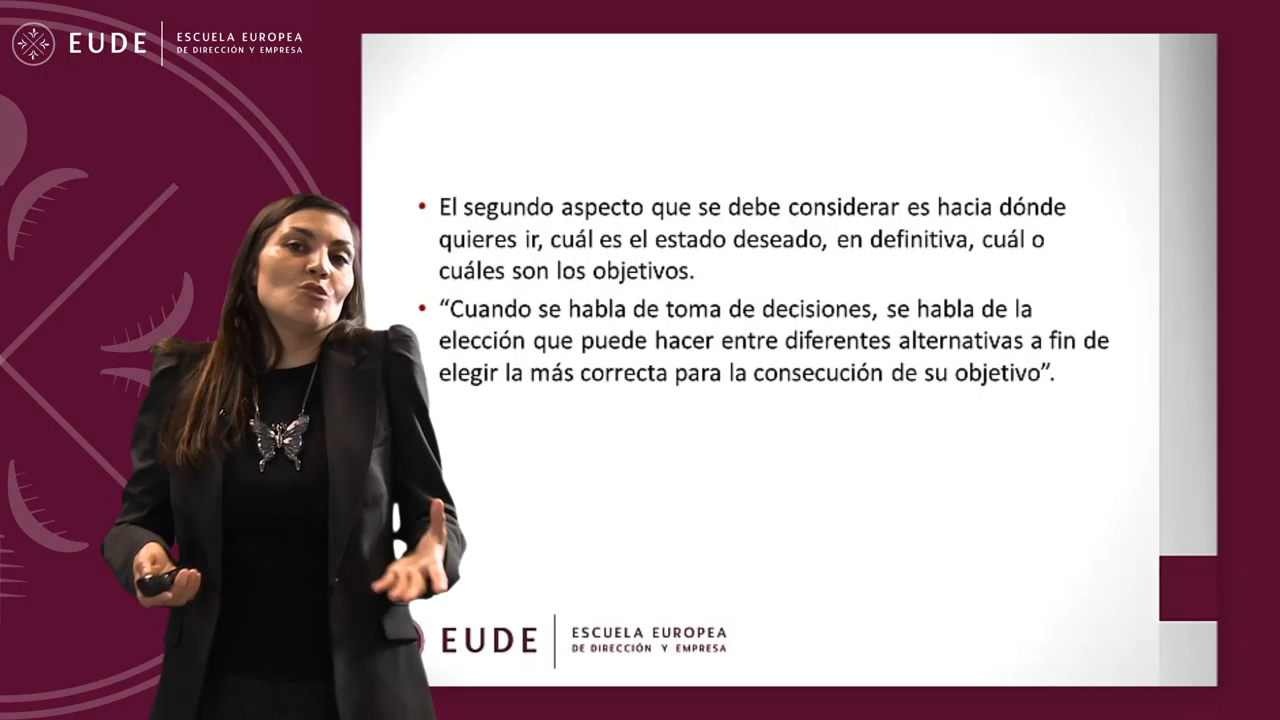 EUDE
ESCUELA EUROPEA
DE DIRECCIÓN Y EMPRESA
• El segundo aspecto que se debe considerar es hacia dónde
quieres ir, cuál es el estado deseado, en definitiva, cuál o
cuáles son los objetivos.
• “Cuando se habla de toma de decisiones, se habla de la
elección que puede hacer entre diferentes alternativas a fin de
elegir la más correcta para la consecución de su objetivo”.
EUDE
ESCUELA EUROPEA
DE DIRECCIÓN Y EMPRESA